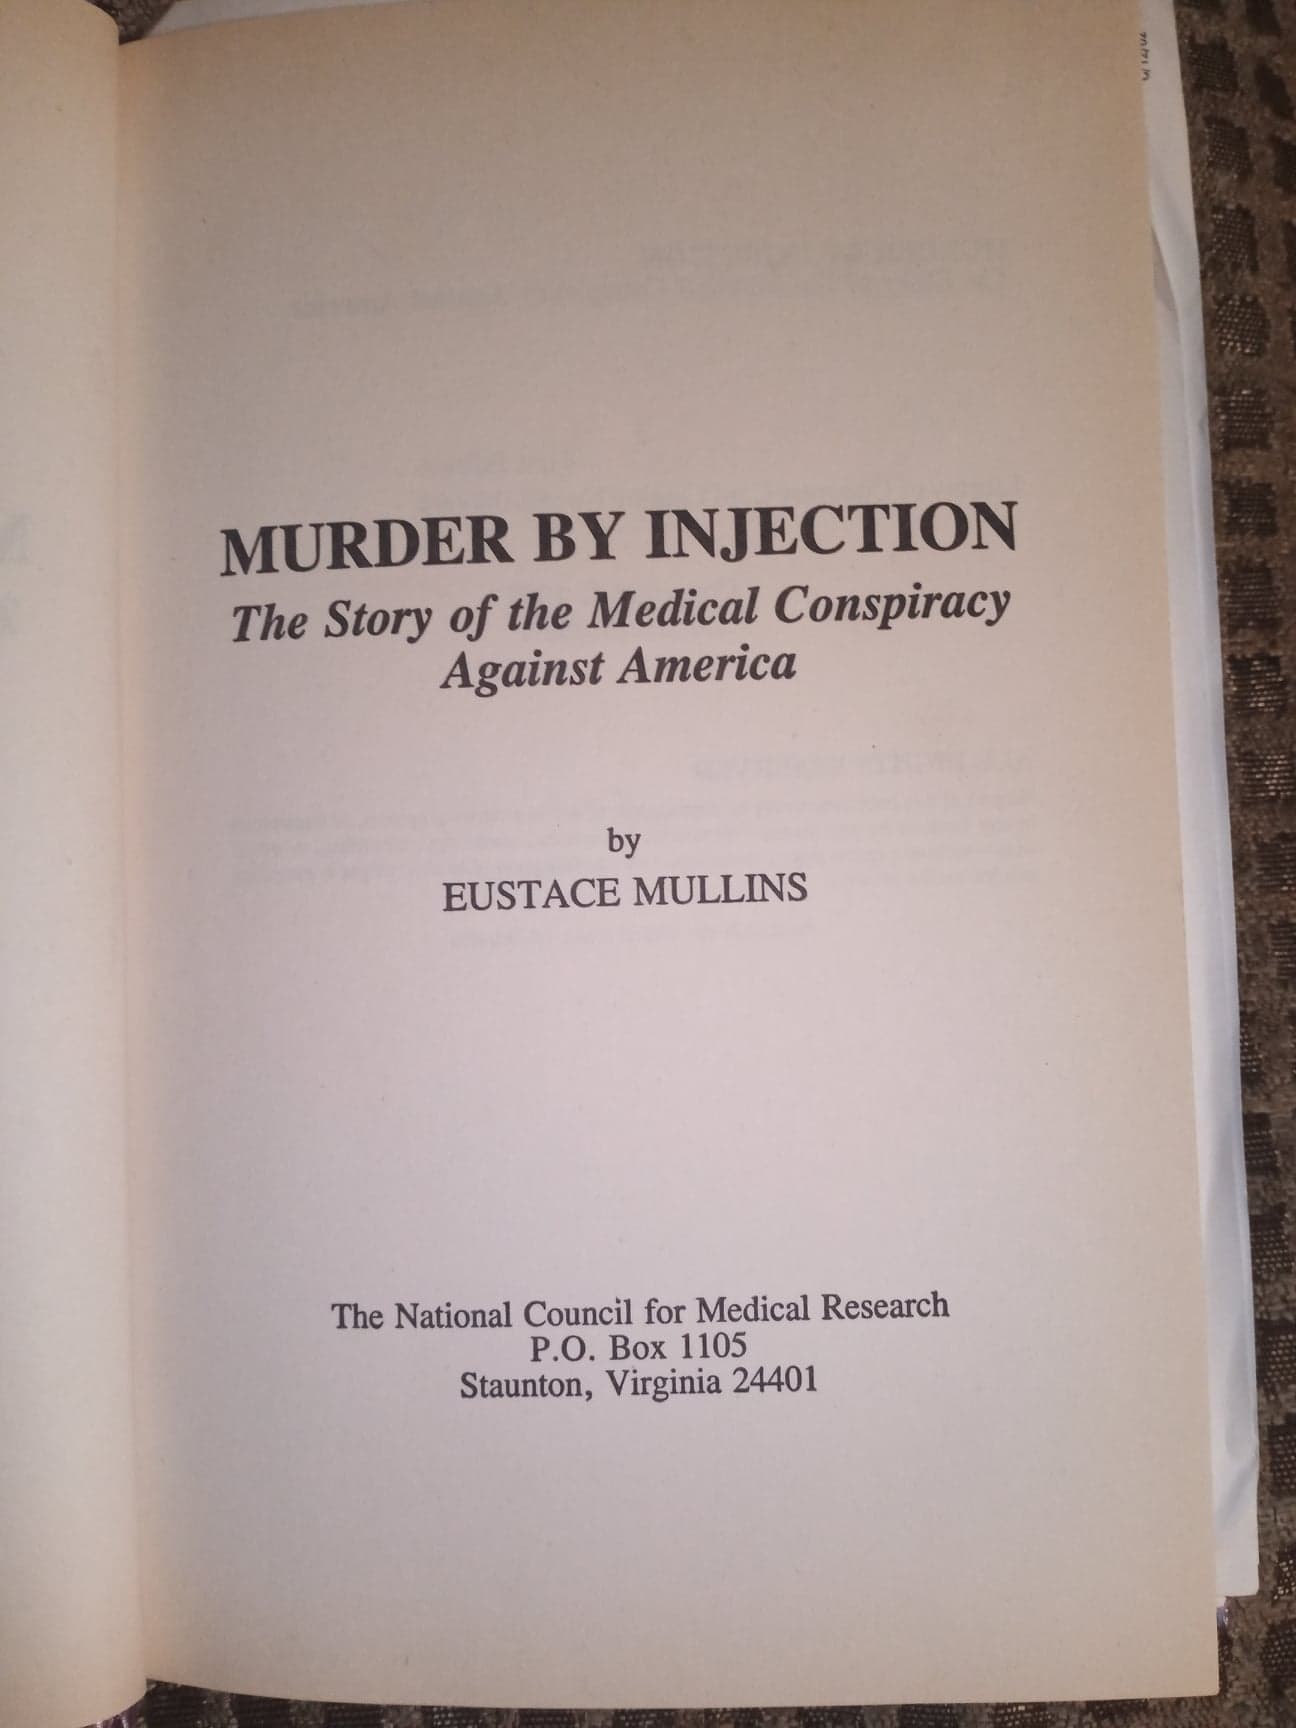 MURDER BY INJECTION
The Story of the Medical Conspiracy
Against America
by
EUSTACE MULLINS
The National Council for Medical Research
P.O. Box 1105
Staunton, Virginia 24401